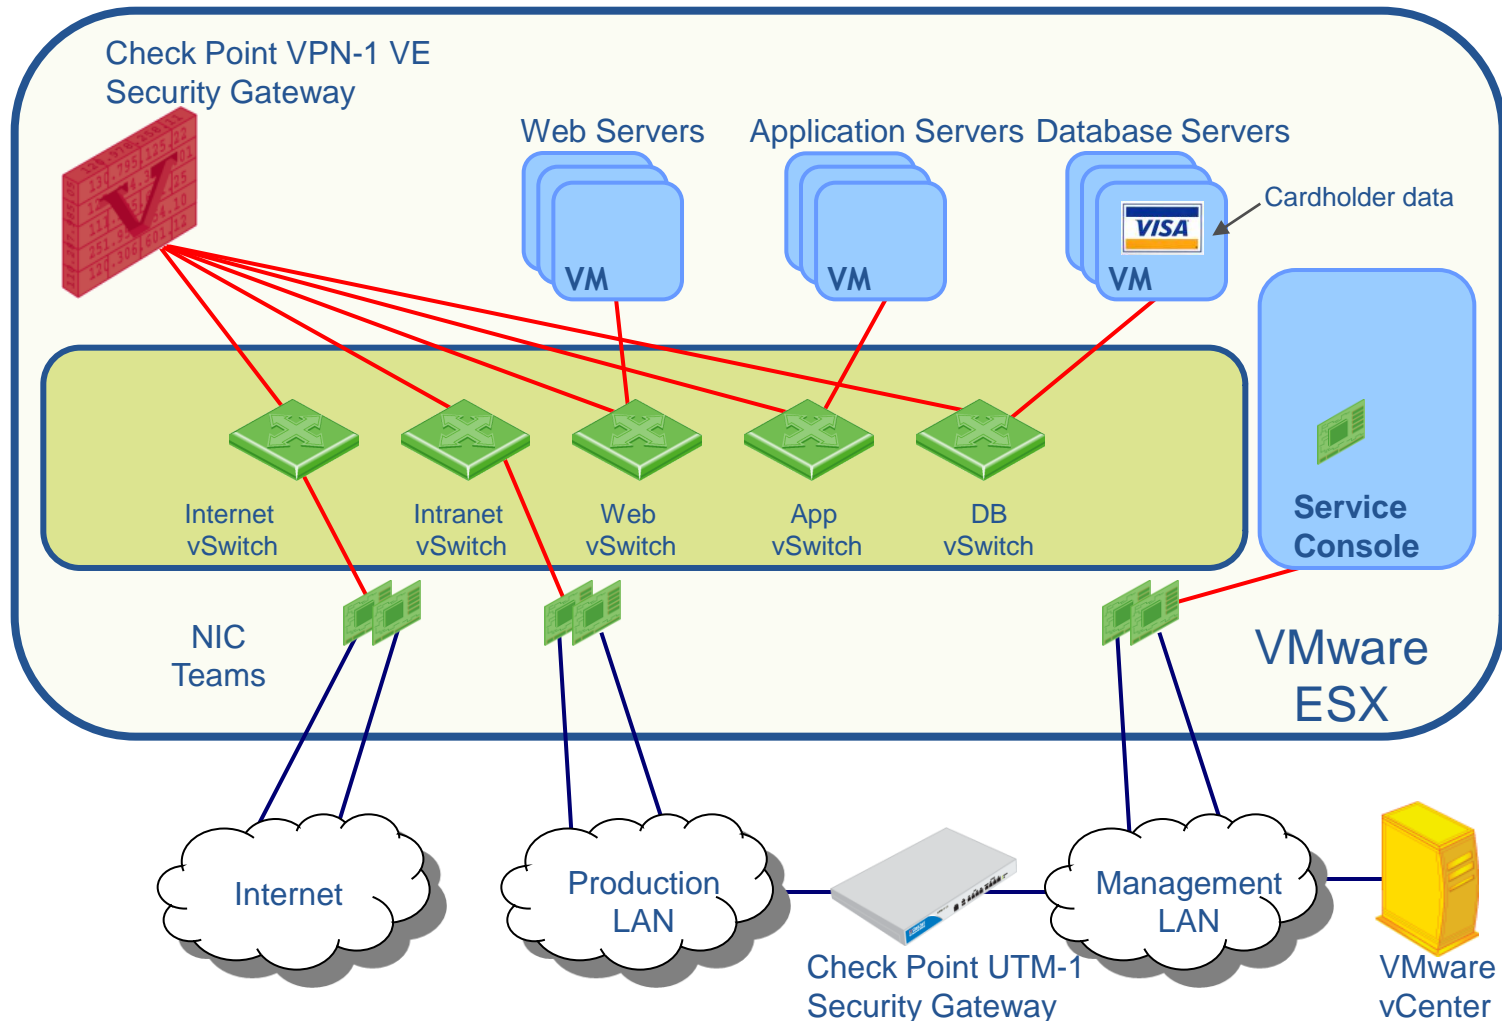 Check Point VPN-1 VE
Security Gateway
Web Servers
Application Servers
Database Servers
Cardholder data
VISA
VM
VM
VM
V
Internet
vSwitch
Intranet
vSwitch
Web
vSwitch
App
vSwitch
DB
vSwitch
Service
Console
NIC
Teams
VMware
ESX
Internet
Production
LAN
Management
LAN
Check Point UTM-1
Security Gateway
VMware
vCenter